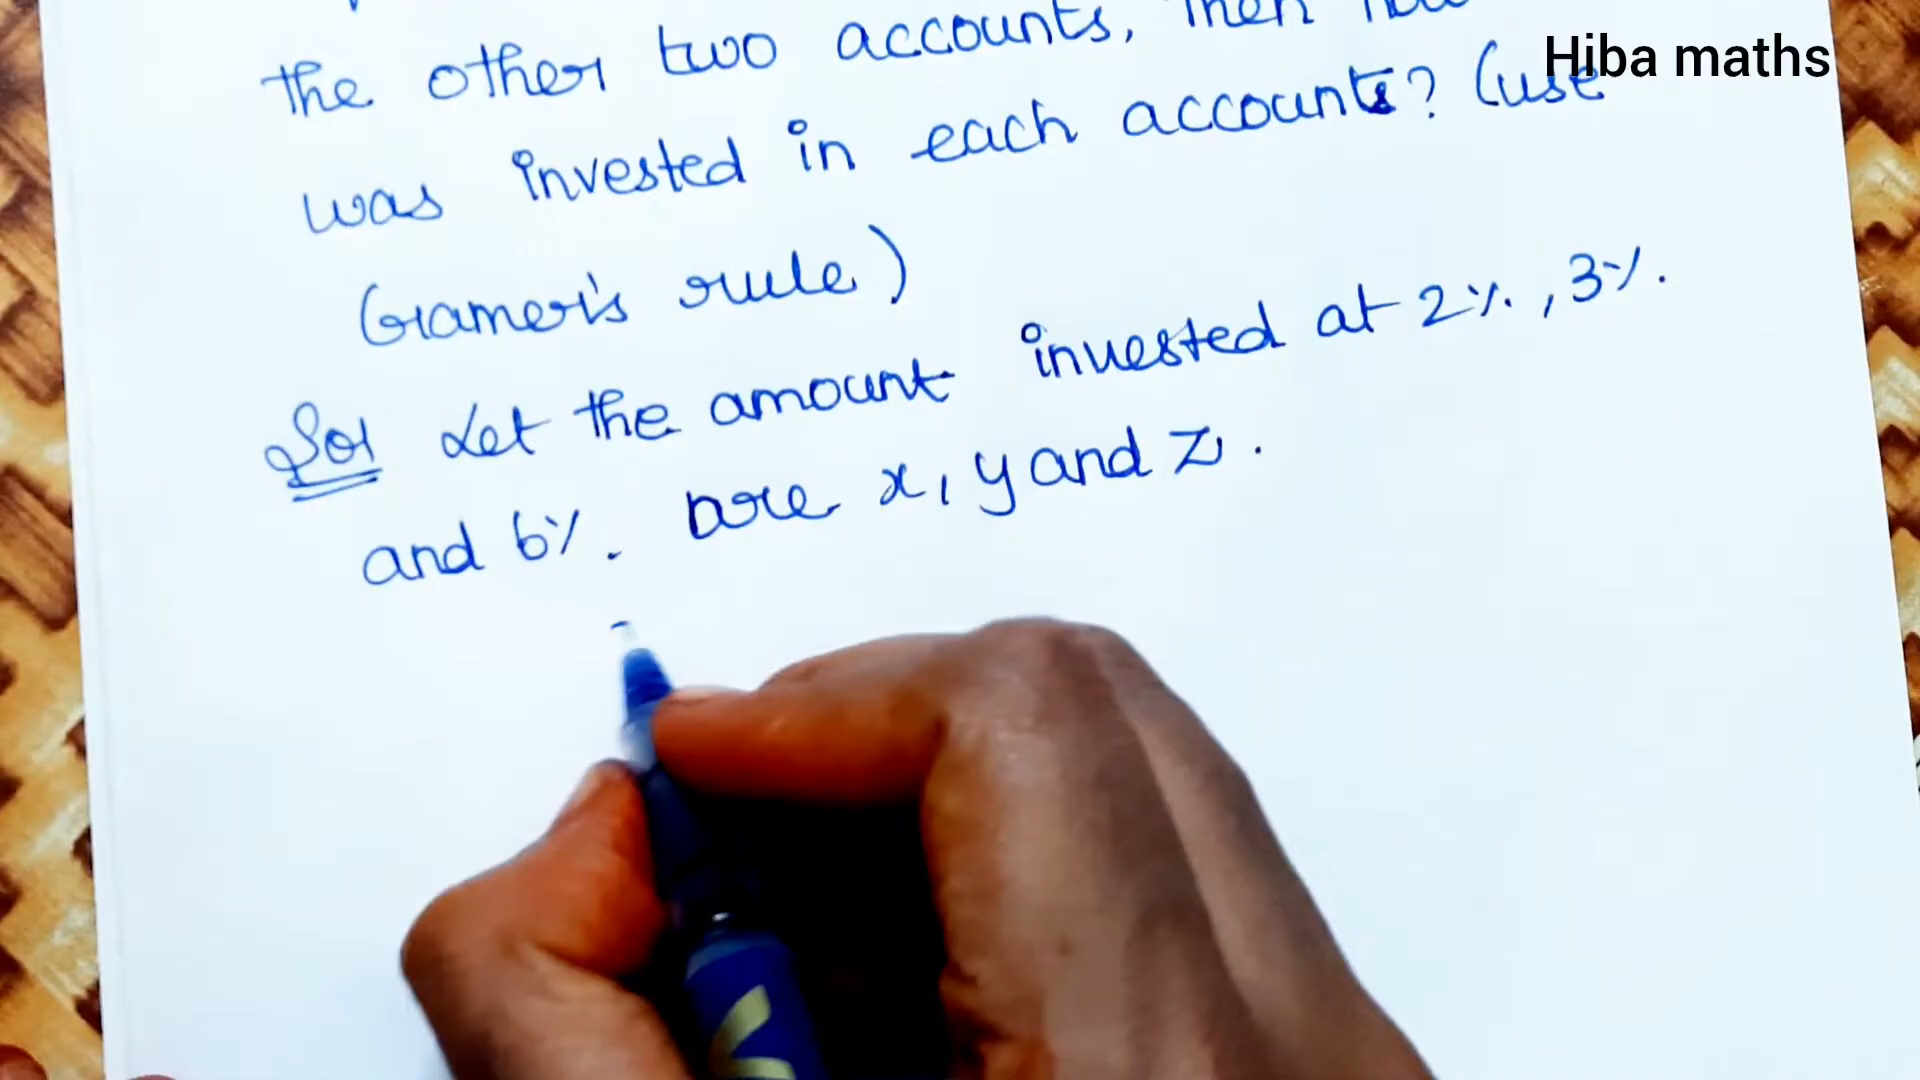 the other two accounts, Then
Hiba maths
was invested in each accounts? (use
Cramer's rule)
Sol Let the amount invested at 2%, 3%.
and 6%. are x, y and z.